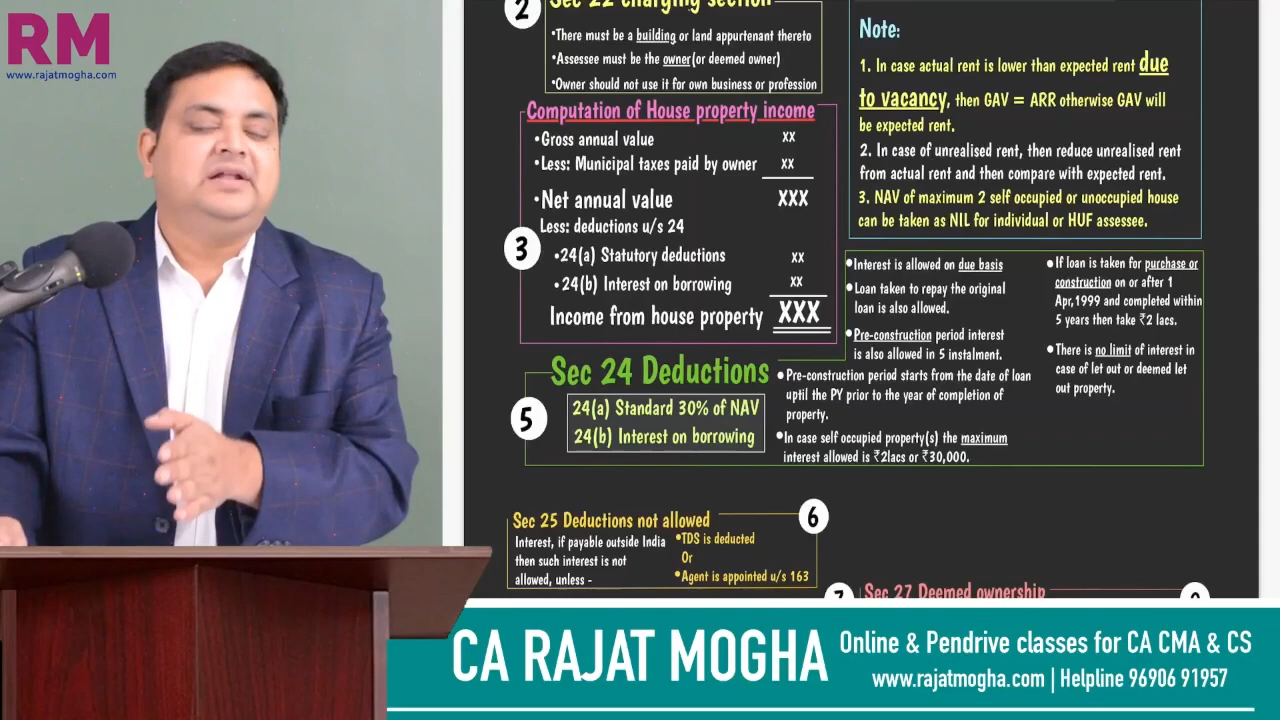 RM
www.rajatmogha.com
2
Sec 22 charging section
•There must be a building or land appurtenant thereto
•Assessee must be the owner(or deemed owner)
•Owner should not use it for own business or profession
Computation of House property income
•Gross annual value xx
•Less: Municipal taxes paid by owner xx
•Net annual value XXX
Less: deductions u/s 24
3
•24(a) Statutory deductions xx
•24(b) Interest on borrowing xx
Income from house property XXX
Note:
1. In case actual rent is lower than expected rent due
to vacancy, then GAV = ARR otherwise GAV will
be expected rent.
2. In case of unrealised rent, then reduce unrealised rent
from actual rent and then compare with expected rent.
3. NAV of maximum 2 self occupied or unoccupied house
can be taken as NIL for individual or HUF assessee.
Sec 24 Deductions
5
24(a) Standard 30% of NAV
24(b) Interest on borrowing
•Interest is allowed on due basis
•Loan taken to repay the original
loan is also allowed.
•Pre-construction period interest
is also allowed in 5 instalment.
•Pre-construction period starts from the date of loan
uptil the PY prior to the year of completion of
property.
•In case self occupied property(s) the maximum
interest allowed is ₹2lacs or ₹30,000.
•If loan is taken for purchase or
construction on or after 1
Apr,1999 and completed within
5 years then take ₹2 lacs.
•There is no limit of interest in
case of let out or deemed let
out property.
Sec 25 Deductions not allowed
6
Interest, if payable outside India
then such interest is not
allowed, unless -
•TDS is deducted
Or
•Agent is appointed u/s 163
7
Sec 27 Deemed ownership
CA RAJAT MOGHA
Online & Pendrive classes for CA CMA & CS
www.rajatmogha.com | Helpline 96906 91957